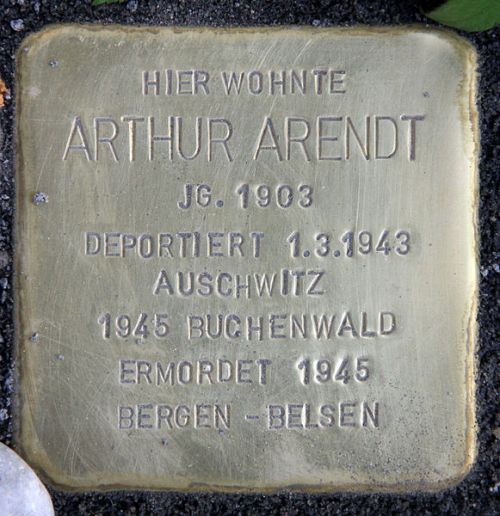 HIER WOHNTE
ARTHUR ARENDT
JG. 1903
DEPORTIERT 1.3.1943
AUSCHWITZ
1945 BUCHENWALD
ERMORDET 1945
BERGEN - BELSEN